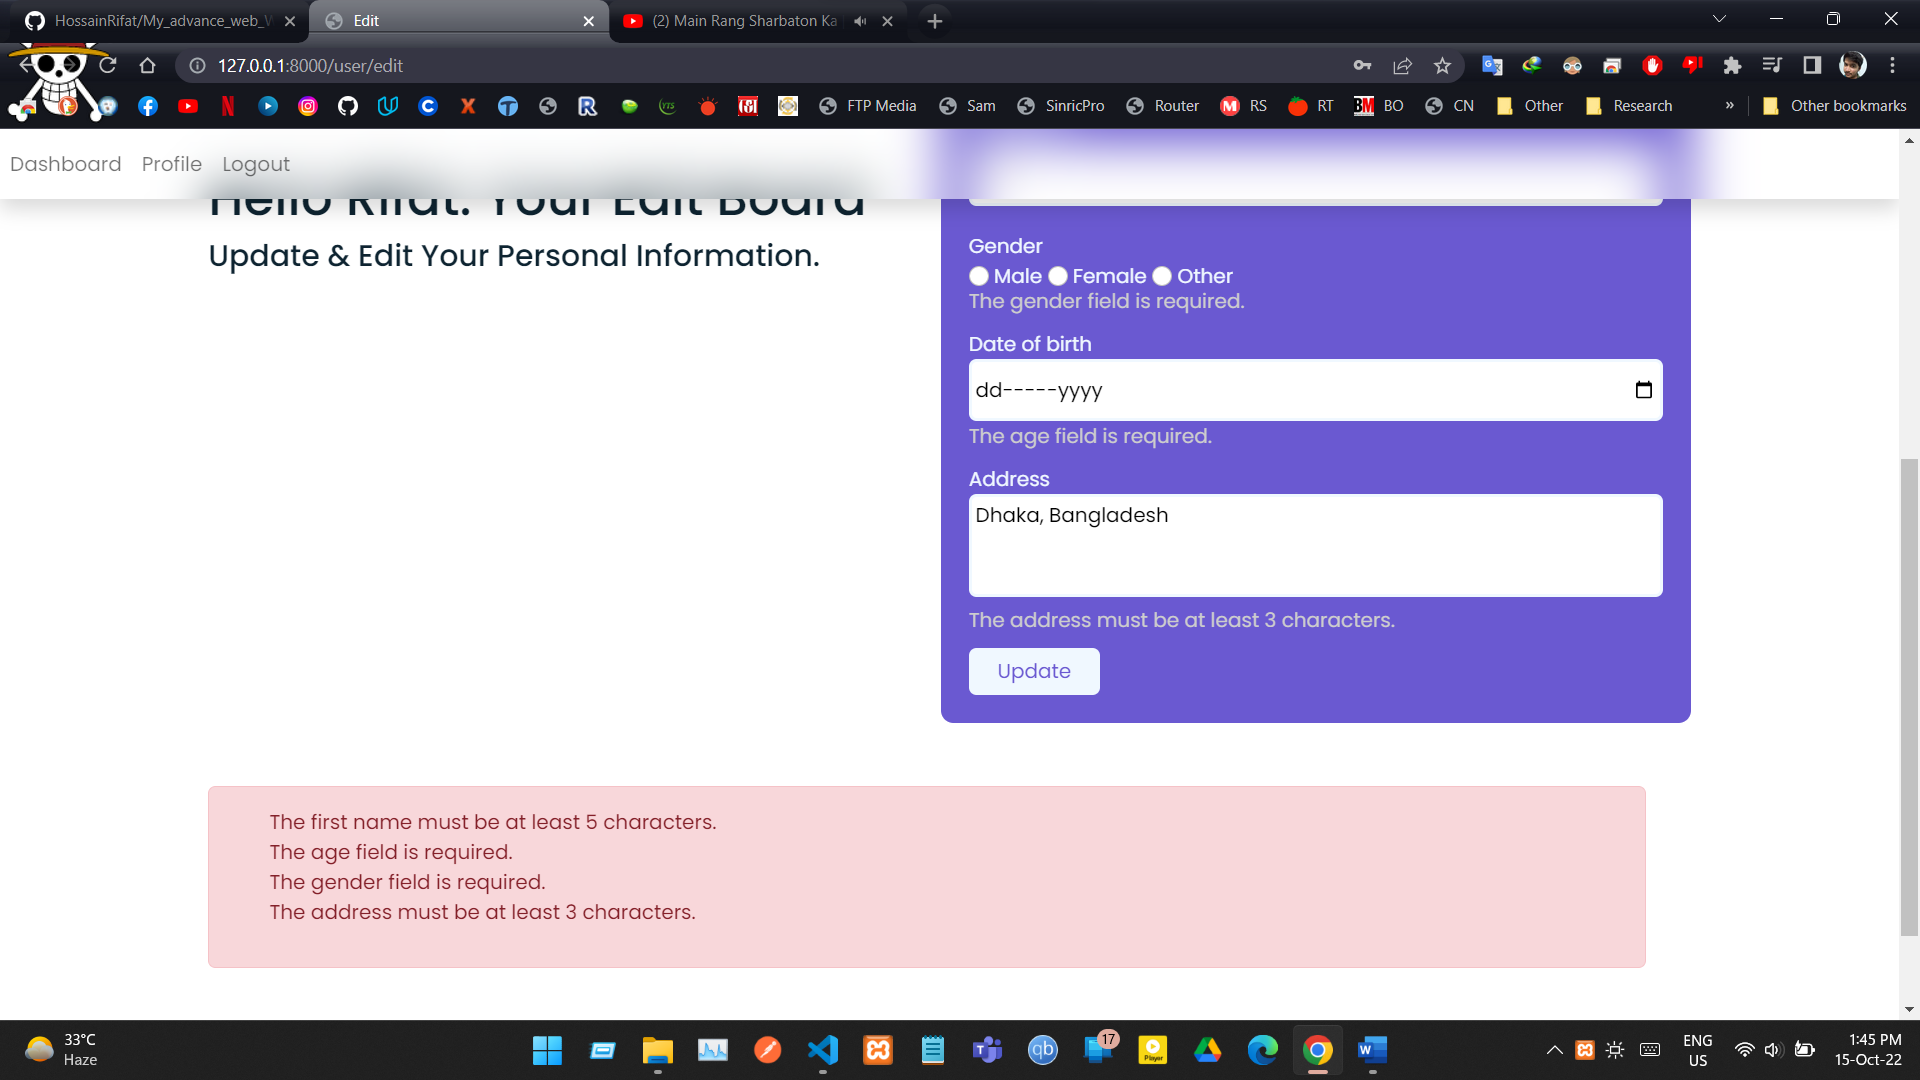 HossainRifat/My_advance_web_W
Edit
(2) Main Rang Sharbaton Ka
127.0.0.1:8000/user/edit
FTP Media
Sam
SinricPro
Router
RS
RT
BO
CN
Other
Research
»
Other bookmarks
Dashboard Profile Logout
Hello Rifat. Your Edit Board
Update & Edit Your Personal Information.
Gender
Male Female Other
The gender field is required.
Date of birth
dd-----yyyy
The age field is required.
Address
Dhaka, Bangladesh
The address must be at least 3 characters.
Update
The first name must be at least 5 characters.
The age field is required.
The gender field is required.
The address must be at least 3 characters.
33°C
Haze
17
Player
ENG
US
1:45 PM
15-Oct-22